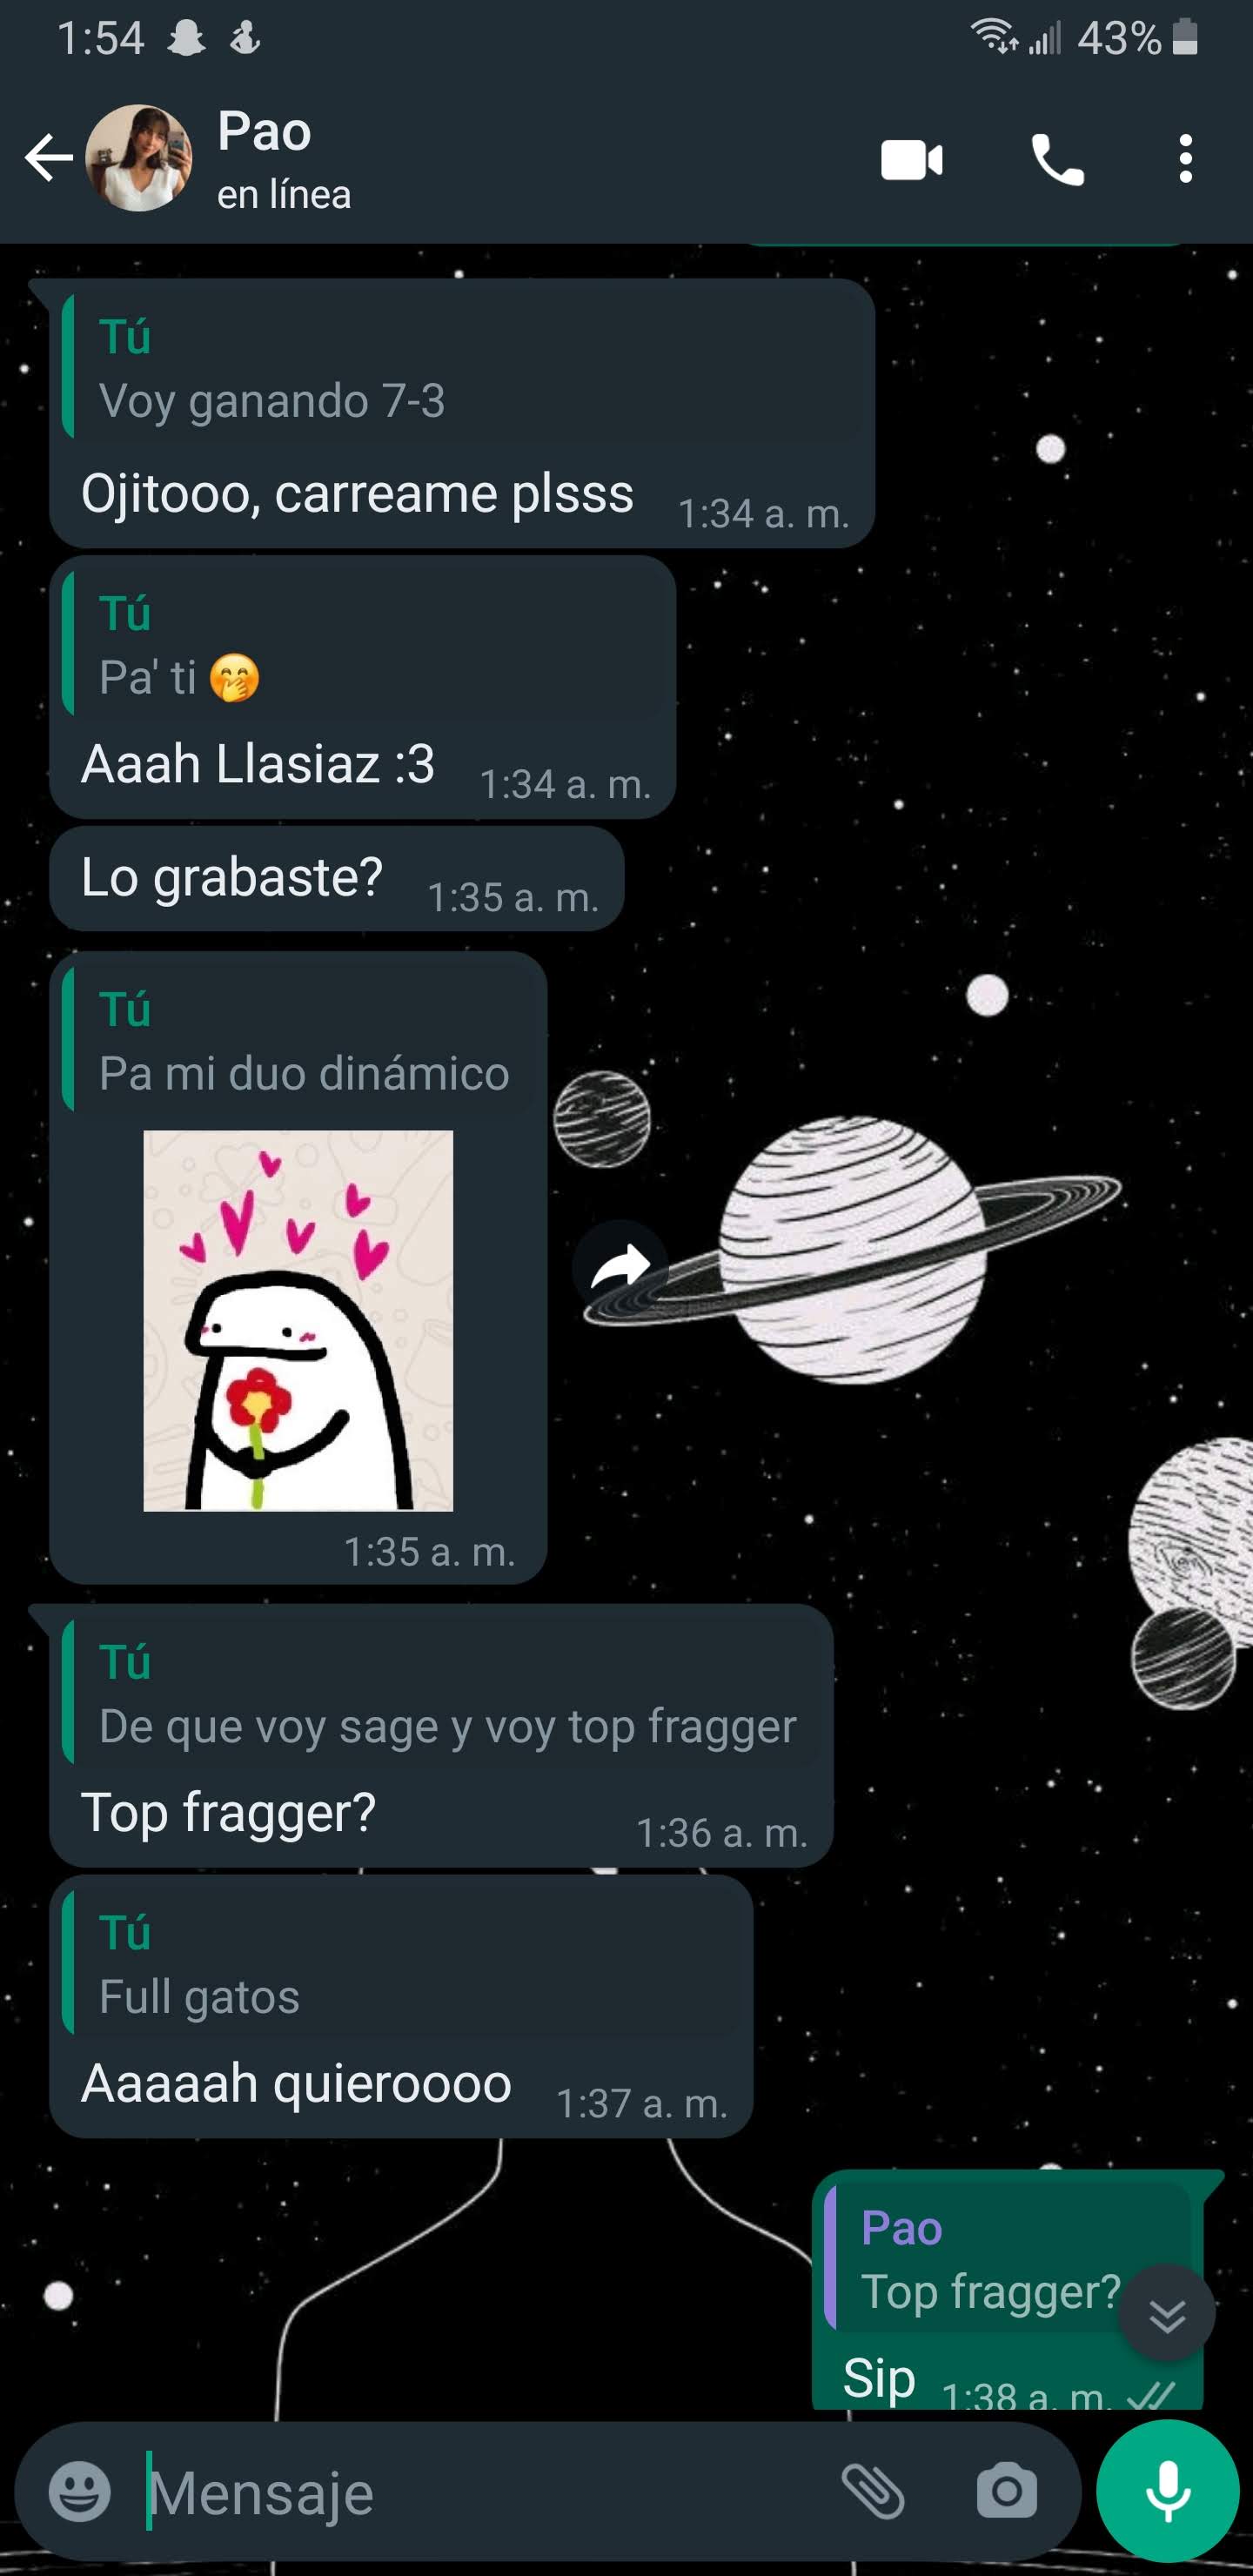 1:54
43%
Pao
en línea
Tú
Voy ganando 7-3
Ojitooo, carreame plsss
1:34 a. m.
Tú
Pa' ti 🤭
Aaah Llasiaz :3
1:34 a. m.
Lo grabaste?
1:35 a. m.
Tú
Pa mi duo dinámico
1:35 a. m.
Tú
De que voy sage y voy top fragger
Top fragger?
1:36 a. m.
Tú
Full gatos
Aaaaah quieroooo
1:37 a. m.
Pao
Top fragger?
Sip
1:38 a. m.
Mensaje